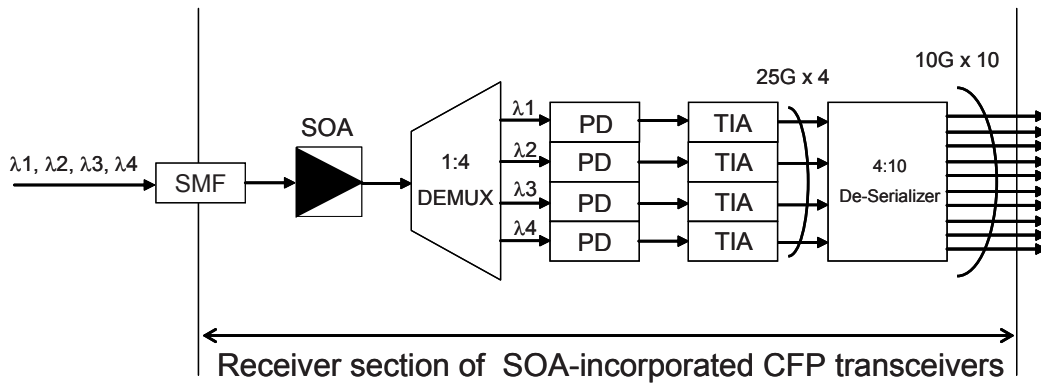 10G x 10
25G x 4
SOA
λ1, λ2, λ3, λ4
SMF
1:4
DEMUX
λ1
λ2
λ3
λ4
PD
PD
PD
PD
TIA
TIA
TIA
TIA
4:10
De-Serializer
Receiver section of SOA-incorporated CFP transceivers